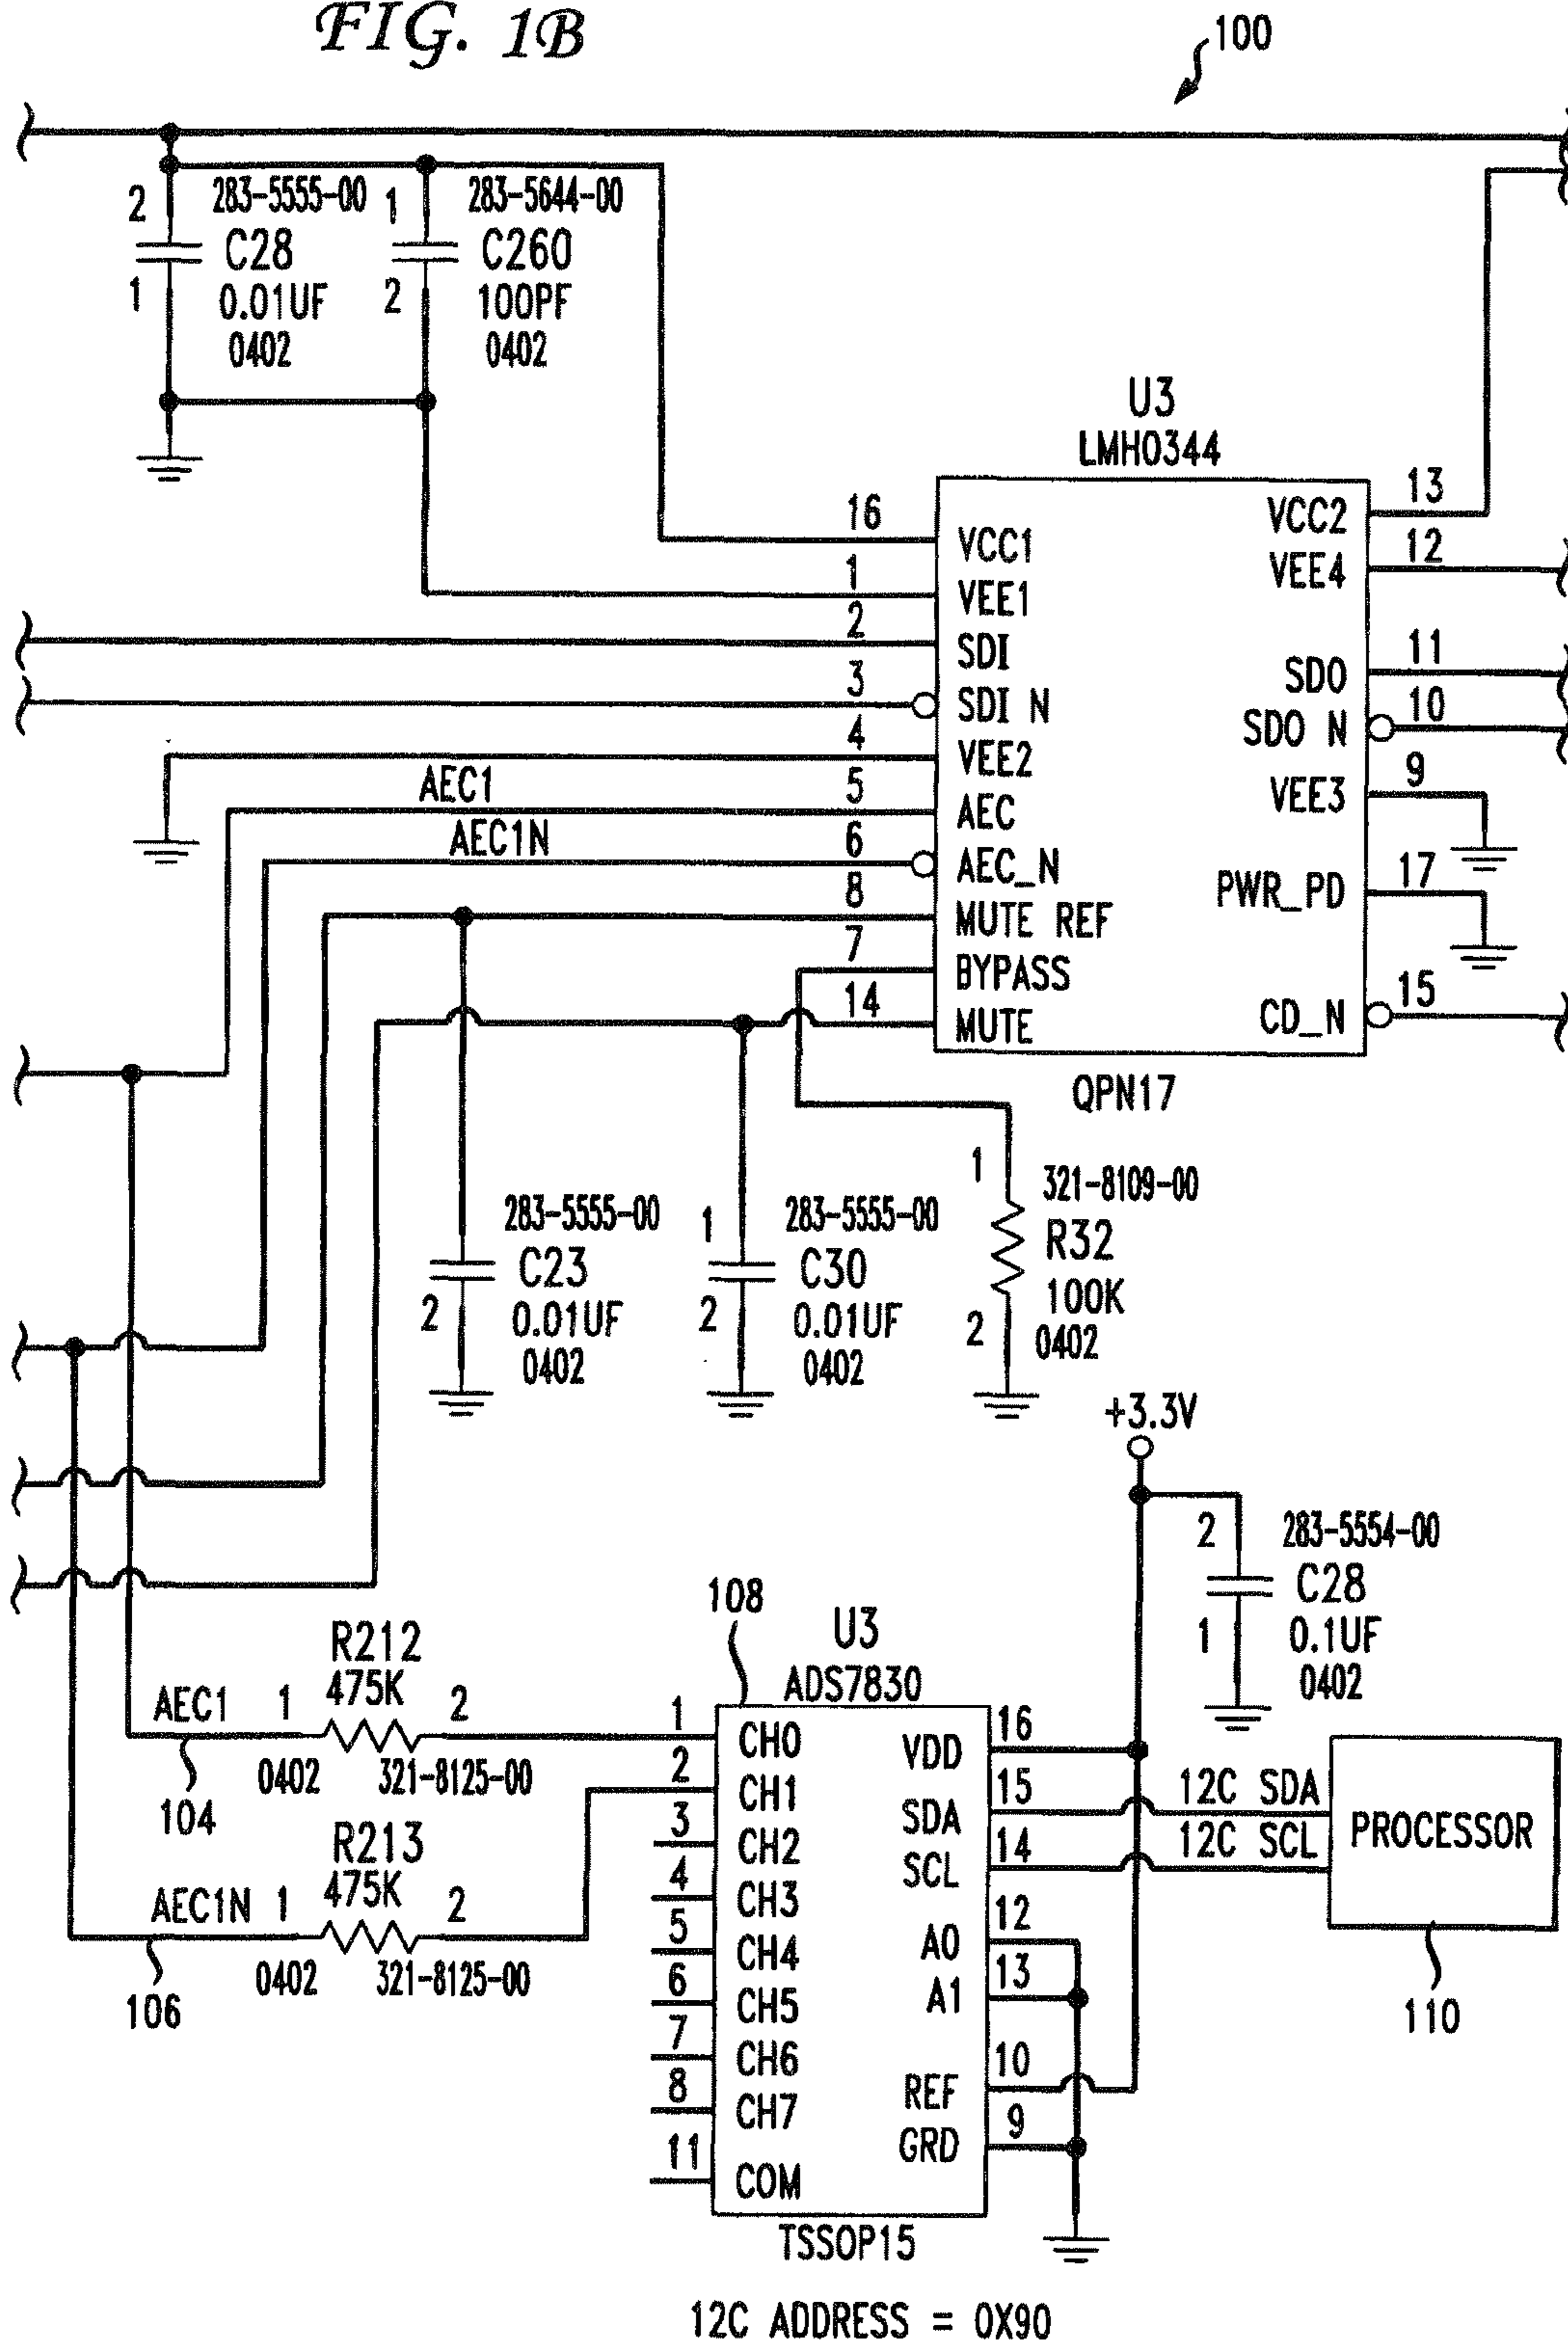 FIG. 1B
100
2
283-5555-00
C28
0.01UF
0402
1
1
283-5644-00
C260
100PF
0402
2
U3
LMH0344
16
VCC1
1
VEE1
2
SDI
3
SDI N
4
VEE2
AEC1
5
AEC
AEC1N
6
AEC_N
8
MUTE REF
7
BYPASS
14
MUTE
13
VCC2
12
VEE4
11
SDO
10
SDO N
9
VEE3
17
PWR_PD
15
CD_N
QPN17
283-5555-00
C23
0.01UF
2
0402
1
283-5555-00
C30
0.01UF
2
0402
1
321-8109-00
R32
100K
2
0402
+3.3V
2
283-5554-00
C28
1
0.1UF
0402
108
U3
ADS7830
R212
475K
AEC1
1
2
0402
321-8125-00
104
R213
475K
AEC1N
1
2
0402
321-8125-00
106
1
CH0
2
CH1
3
CH2
4
CH3
5
CH4
6
CH5
7
CH6
8
CH7
11
COM
16
VDD
15
SDA
14
SCL
12
A0
13
A1
10
REF
9
GRD
12C SDA
12C SCL
PROCESSOR
110
TSSOP15
12C ADDRESS = 0X90